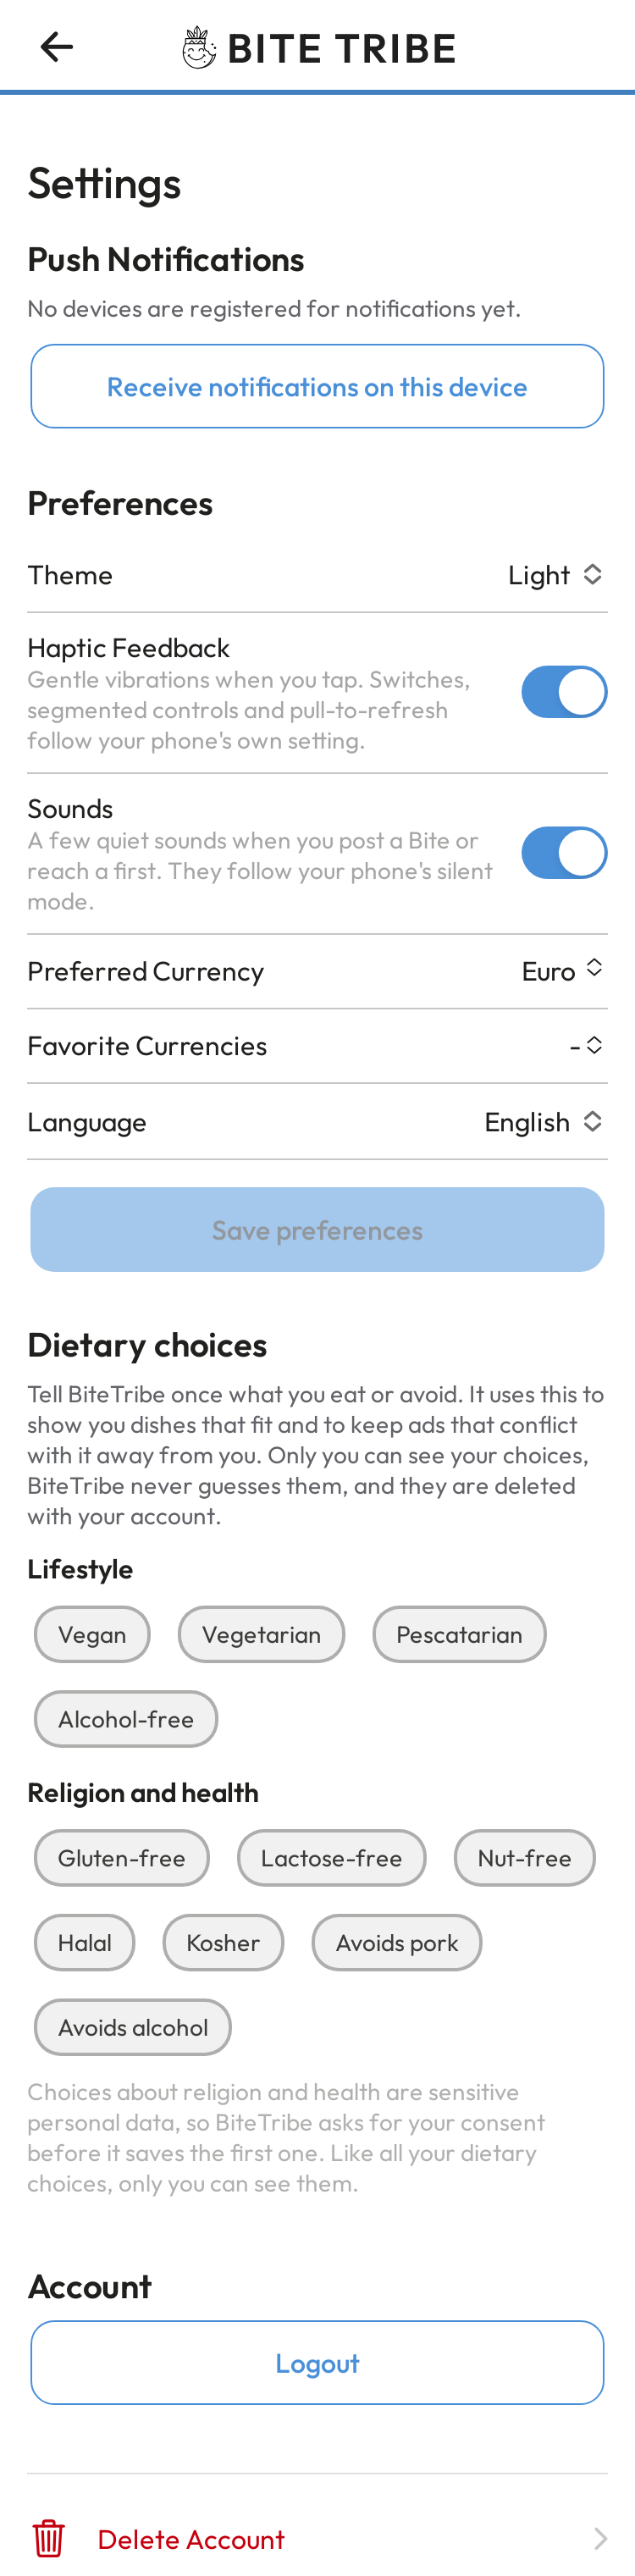 BITE TRIBE
Settings
Push Notifications
No devices are registered for notifications yet.
Receive notifications on this device
Preferences
Theme
Light
Haptic Feedback
Gentle vibrations when you tap. Switches,
segmented controls and pull-to-refresh
follow your phone's own setting.
Sounds
A few quiet sounds when you post a Bite or
reach a first. They follow your phone's silent
mode.
Preferred Currency
Euro
Favorite Currencies
-
Language
English
Save preferences
Dietary choices
Tell BiteTribe once what you eat or avoid. It uses this to
show you dishes that fit and to keep ads that conflict
with it away from you. Only you can see your choices,
BiteTribe never guesses them, and they are deleted
with your account.
Lifestyle
Vegan
Vegetarian
Pescatarian
Alcohol-free
Religion and health
Gluten-free
Lactose-free
Nut-free
Halal
Kosher
Avoids pork
Avoids alcohol
Choices about religion and health are sensitive
personal data, so BiteTribe asks for your consent
before it saves the first one. Like all your dietary
choices, only you can see them.
Account
Logout
Delete Account